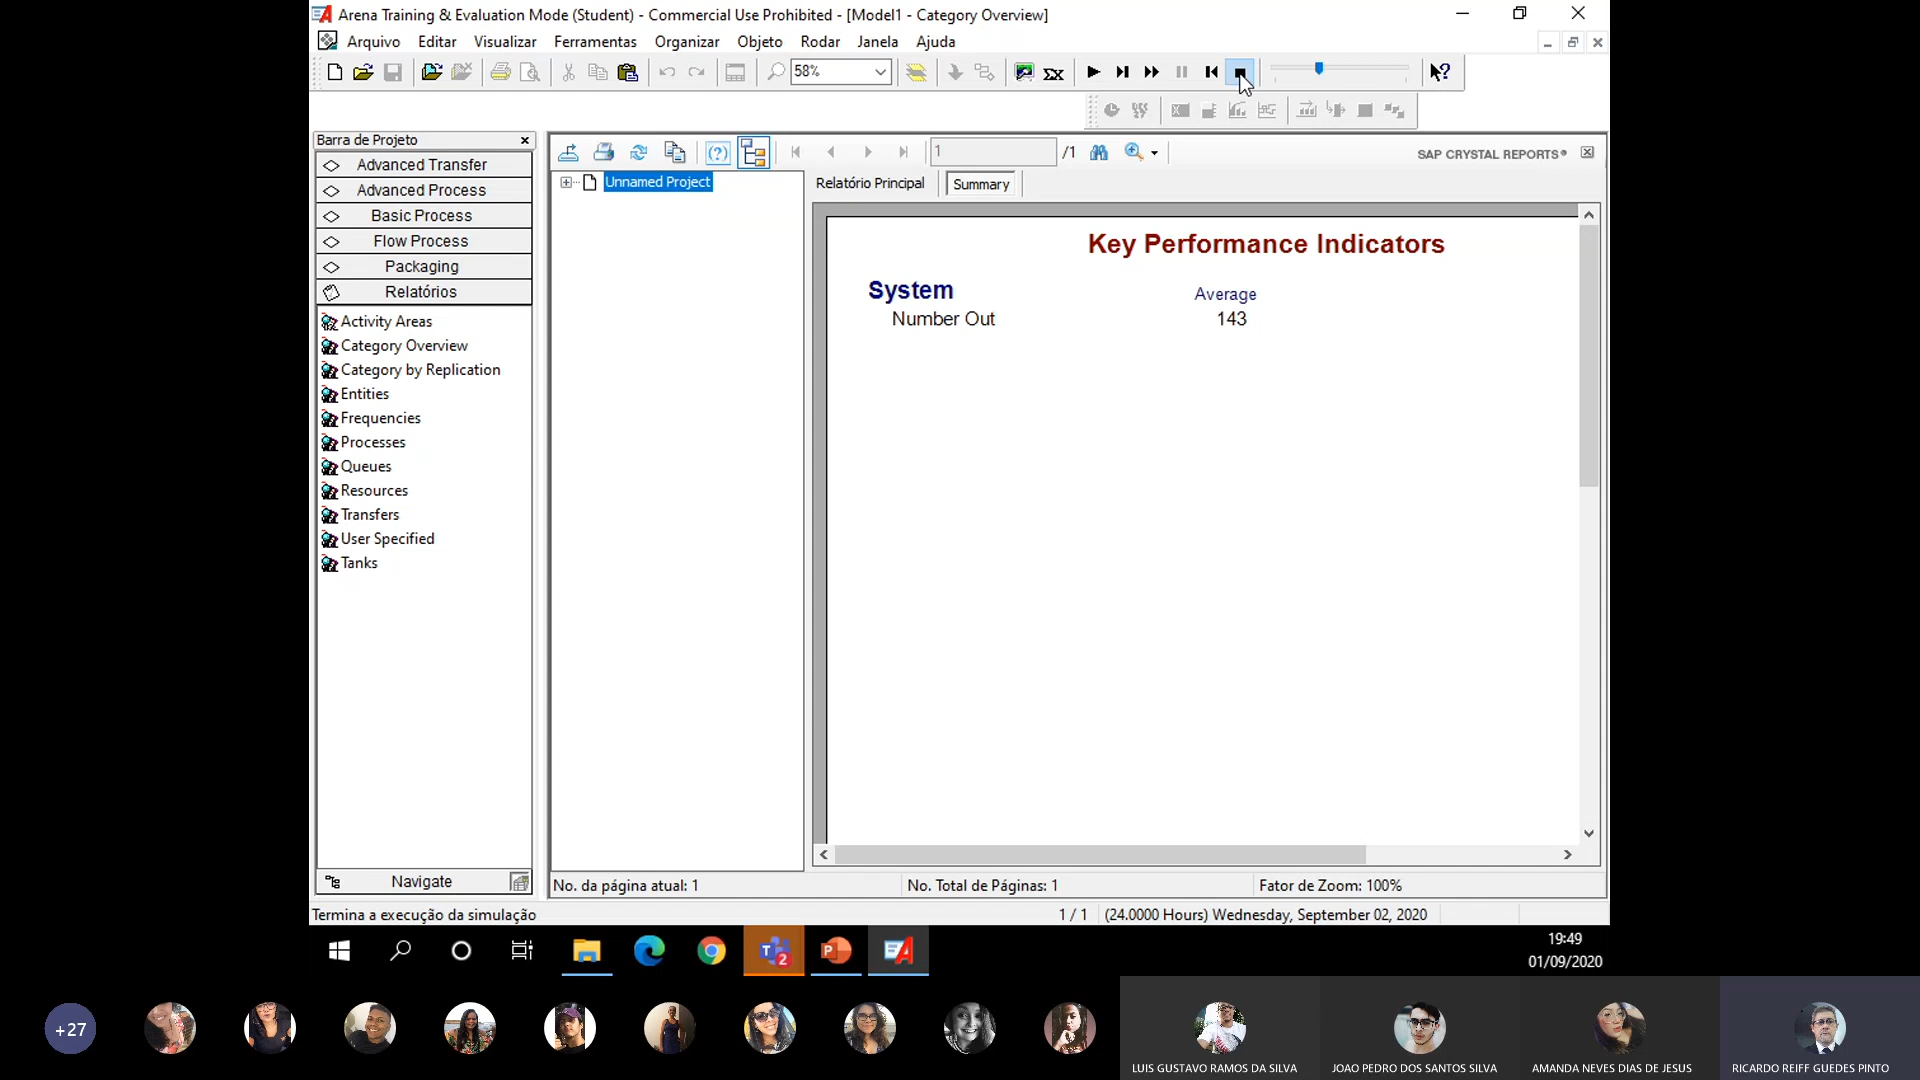 Arena Training & Evaluation Mode (Student) - Commercial Use Prohibited - [Model1 - Category Overview]
Arquivo Editar Visualizar Ferramentas Organizar Objeto Rodar Janela Ajuda
58%
Barra de Projeto
Advanced Transfer
Advanced Process
Basic Process
Flow Process
Packaging
Relatórios
Activity Areas
Category Overview
Category by Replication
Entities
Frequencies
Processes
Queues
Resources
Transfers
User Specified
Tanks
Navigate
1 /1
SAP CRYSTAL REPORTS®
Unnamed Project
Relatório Principal Summary
Key Performance Indicators
System Average
Number Out 143
No. da página atual: 1 No. Total de Páginas: 1 Fator de Zoom: 100%
Termina a execução da simulação 1 / 1 (24.0000 Hours) Wednesday, September 02, 2020
2
19:49
01/09/2020
+27
LUIS GUSTAVO RAMOS DA SILVA
JOAO PEDRO DOS SANTOS SILVA
AMANDA NEVES DIAS DE JESUS
RICARDO REIFF GUEDES PINTO